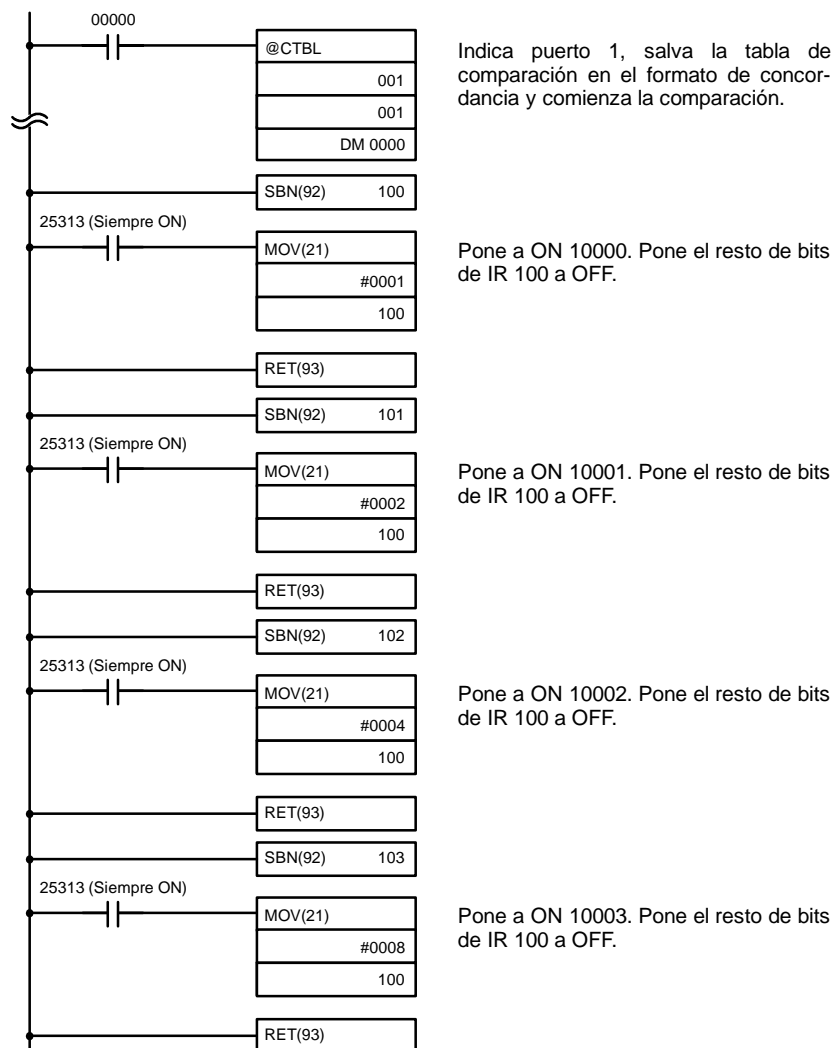 00000
@CTBL
001
001
DM 0000
Indica puerto 1, salva la tabla de
comparación en el formato de concor-
dancia y comienza la comparación.
SBN(92) 100
25313 (Siempre ON)
MOV(21)
#0001
100
Pone a ON 10000. Pone el resto de bits
de IR 100 a OFF.
RET(93)
SBN(92) 101
25313 (Siempre ON)
MOV(21)
#0002
100
Pone a ON 10001. Pone el resto de bits
de IR 100 a OFF.
RET(93)
SBN(92) 102
25313 (Siempre ON)
MOV(21)
#0004
100
Pone a ON 10002. Pone el resto de bits
de IR 100 a OFF.
RET(93)
SBN(92) 103
25313 (Siempre ON)
MOV(21)
#0008
100
Pone a ON 10003. Pone el resto de bits
de IR 100 a OFF.
RET(93)